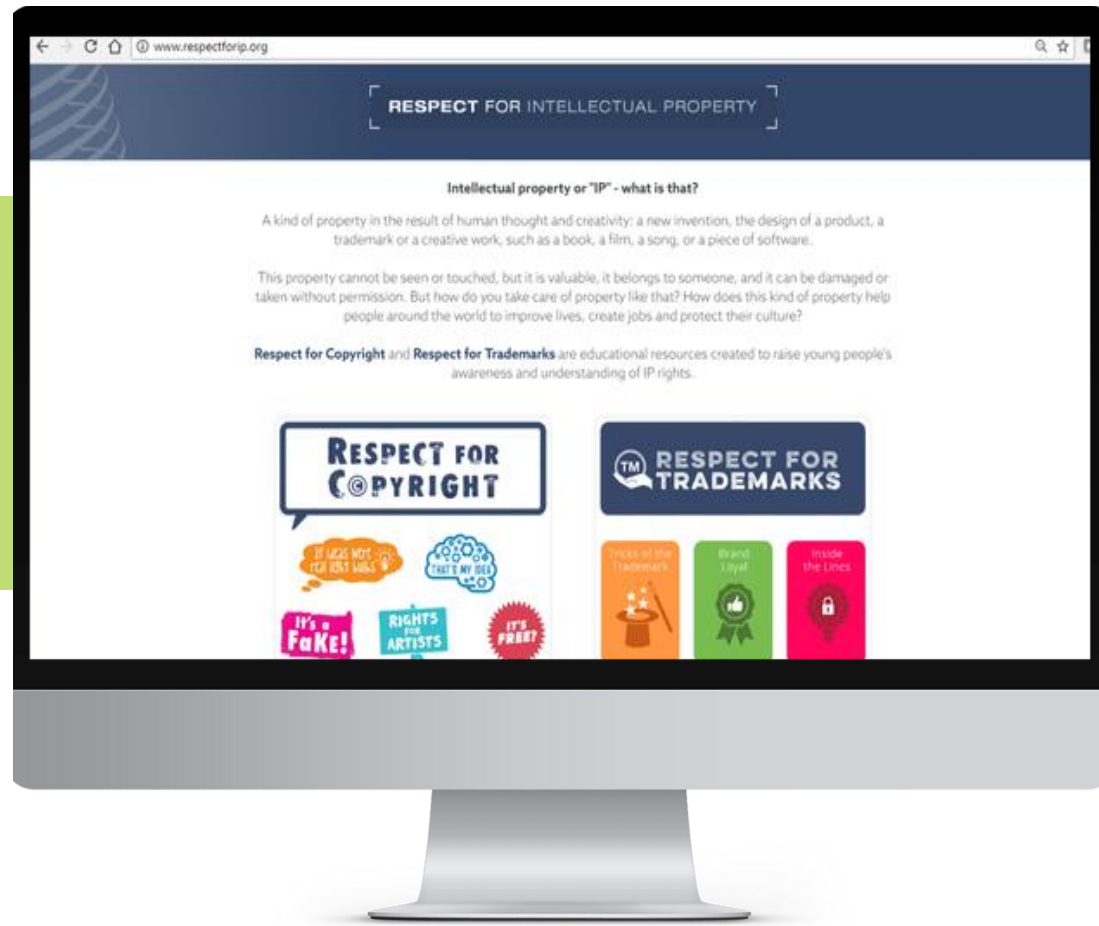 www.respectforip.org
RESPECT FOR INTELLECTUAL PROPERTY
Intellectual property or "IP" - what is that?
A kind of property in the result of human thought and creativity: a new invention, the design of a product, a
trademark or a creative work, such as a book, a film, a song, or a piece of software.
This property cannot be seen or touched, but it is valuable, it belongs to someone, and it can be damaged or
taken without permission. But how do you take care of property like that? How does this kind of property help
people around the world to improve lives, create jobs and protect their culture?
Respect for Copyright and Respect for Trademarks are educational resources created to raise young people's
awareness and understanding of IP rights.
RESPECT FOR
C©PYRIGHT
TM RESPECT FOR
TRADEMARKS
IF IDEAS WERE
REAL LIGHT BULBS
THAT'S MY IDEA
IT's a
FaKE!
RIGHTS
FOR
ARTISTS
IT'S
FREE?
Tricks of the
Trademark
Brand
Loyal
Inside
the Lines